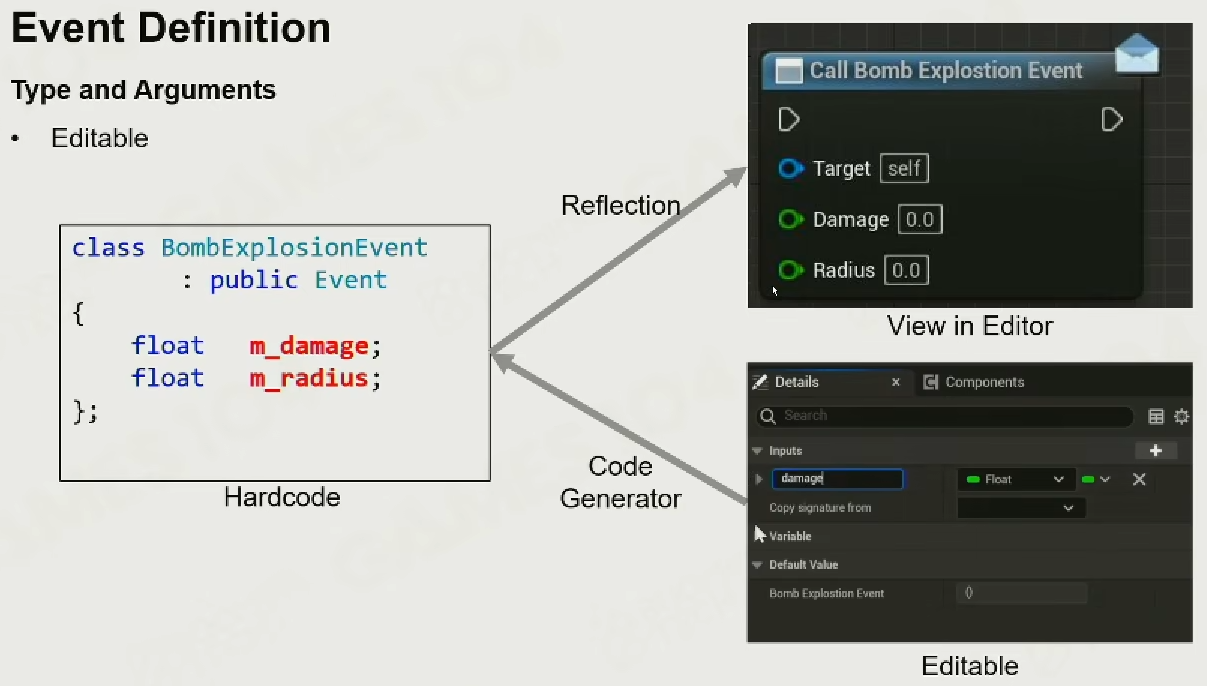 Event Definition
Type and Arguments
• Editable
class BombExplosionEvent
: public Event
{
float m_damage;
float m_radius;
};
Hardcode
Reflection
Code
Generator
Call Bomb Explostion Event
Target self
Damage 0.0
Radius 0.0
View in Editor
Details × Components
Search
Inputs +
damage Float
Copy signature from
Variable
Default Value
Bomb Explostion Event ()
Editable